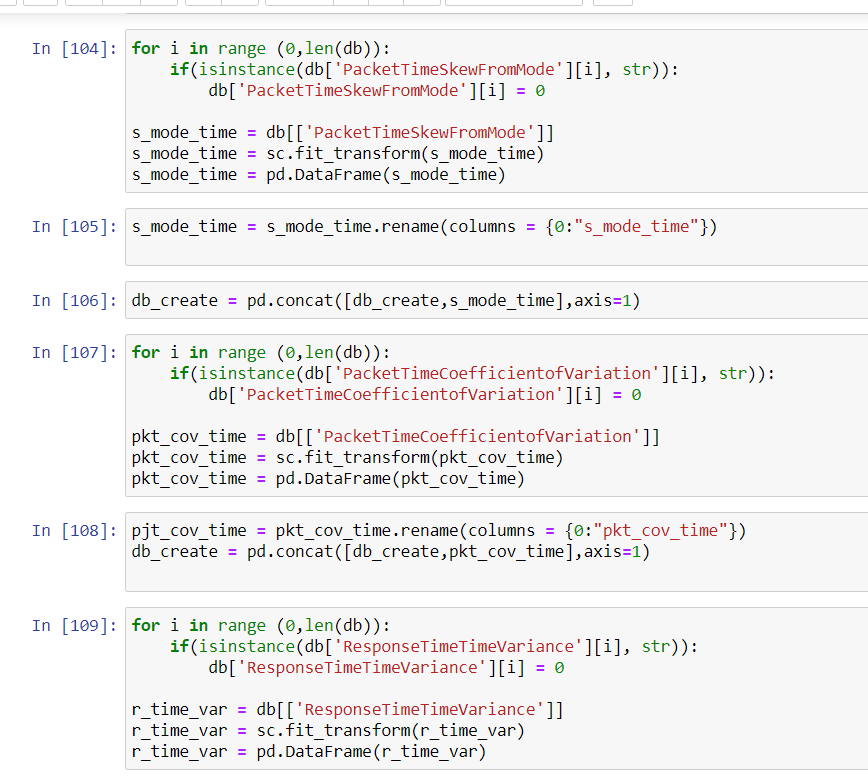 In [104]: for i in range (0,len(db)):
if(isinstance(db['PacketTimeSkewFromMode'][i], str)):
db['PacketTimeSkewFromMode'][i] = 0
s_mode_time = db[['PacketTimeSkewFromMode']]
s_mode_time = sc.fit_transform(s_mode_time)
s_mode_time = pd.DataFrame(s_mode_time)
In [105]: s_mode_time = s_mode_time.rename(columns = {0:"s_mode_time"})
In [106]: db_create = pd.concat([db_create,s_mode_time],axis=1)
In [107]: for i in range (0,len(db)):
if(isinstance(db['PacketTimeCoefficientofVariation'][i], str)):
db['PacketTimeCoefficientofVariation'][i] = 0
pkt_cov_time = db[['PacketTimeCoefficientofVariation']]
pkt_cov_time = sc.fit_transform(pkt_cov_time)
pkt_cov_time = pd.DataFrame(pkt_cov_time)
In [108]: pjt_cov_time = pkt_cov_time.rename(columns = {0:"pkt_cov_time"})
db_create = pd.concat([db_create,pkt_cov_time],axis=1)
In [109]: for i in range (0,len(db)):
if(isinstance(db['ResponseTimeTimeVariance'][i], str)):
db['ResponseTimeTimeVariance'][i] = 0
r_time_var = db[['ResponseTimeTimeVariance']]
r_time_var = sc.fit_transform(r_time_var)
r_time_var = pd.DataFrame(r_time_var)